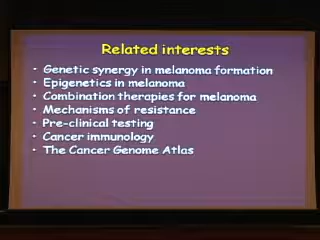 Related interests
• Genetic synergy in melanoma formation
• Epigenetics in melanoma
• Combination therapies for melanoma
• Mechanisms of resistance
• Pre-clinical testing
• Cancer immunology
• The Cancer Genome Atlas